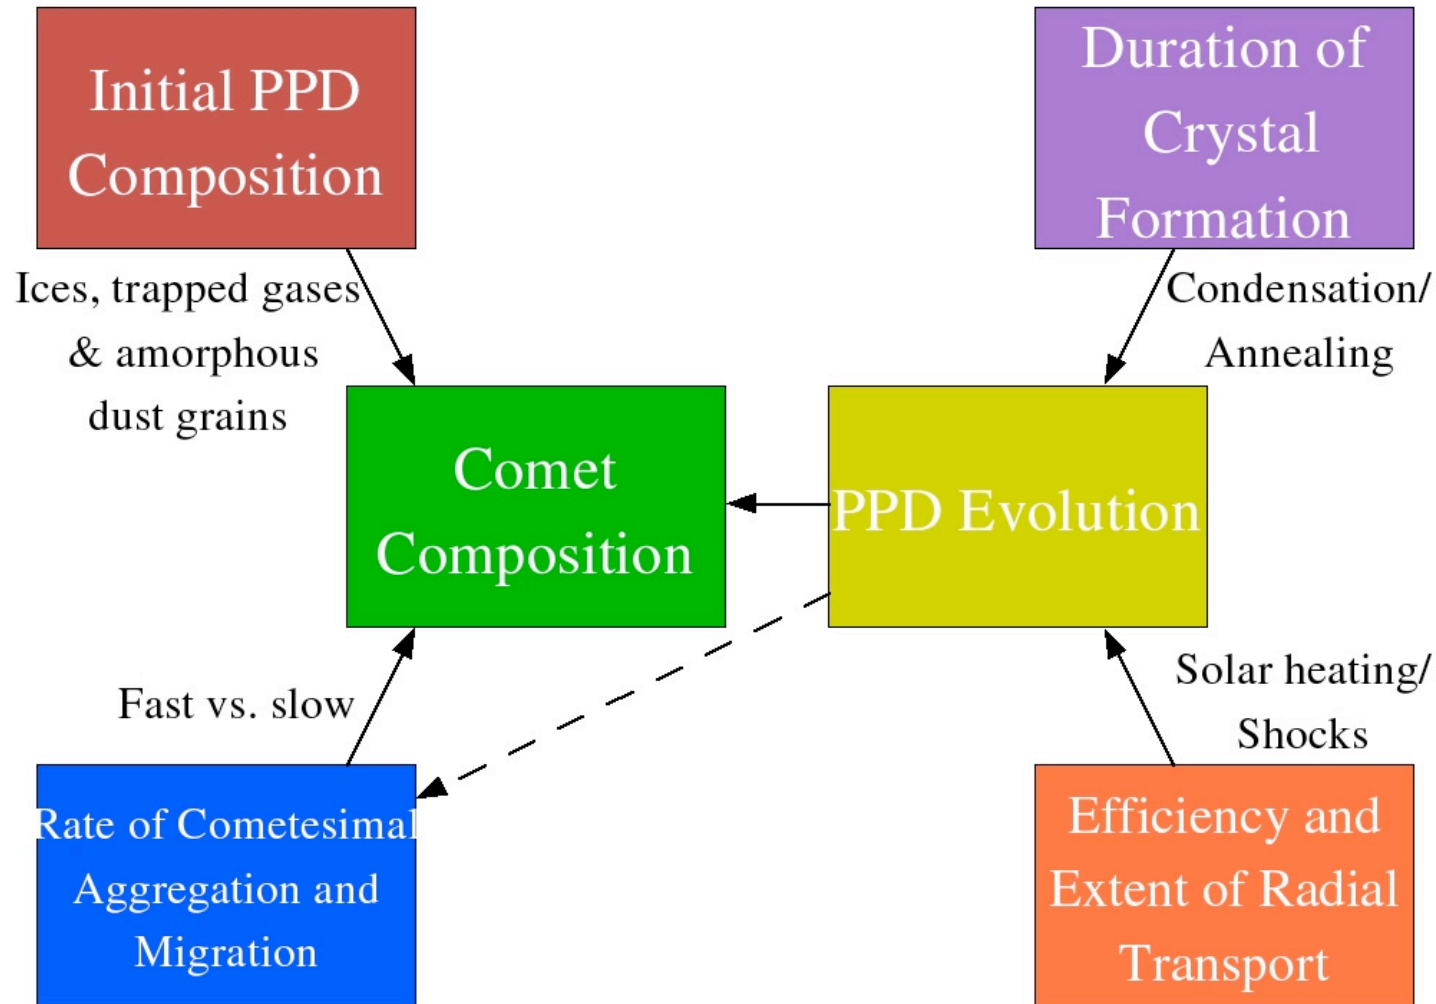 Initial PPD
Composition
Duration of
Crystal
Formation
Ices, trapped gases
& amorphous
dust grains
Condensation/
Annealing
Comet
Composition
PPD Evolution
Fast vs. slow
Solar heating/
Shocks
Rate of Cometesimal
Aggregation and
Migration
Efficiency and
Extent of Radial
Transport